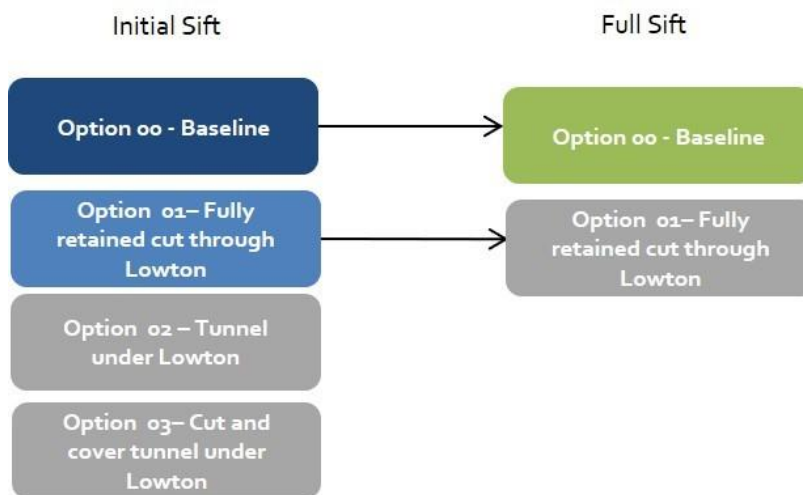 Initial Sift
Full Sift
Option 00 - Baseline
Option 00 - Baseline
Option 01– Fully
retained cut through
Lowton
Option 01– Fully
retained cut through
Lowton
Option 02 – Tunnel
under Lowton
Option 03– Cut and
cover tunnel under
Lowton